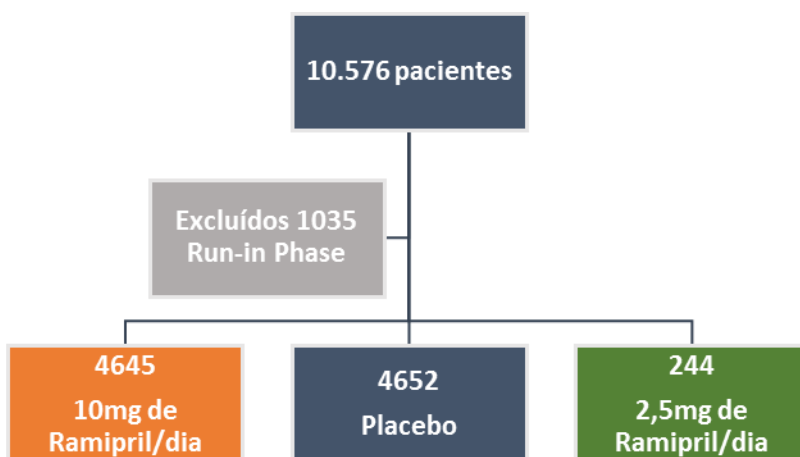 10.576 pacientes
Excluídos 1035
Run-in Phase
4645
10mg de
Ramipril/dia
4652
Placebo
244
2,5mg de
Ramipril/dia